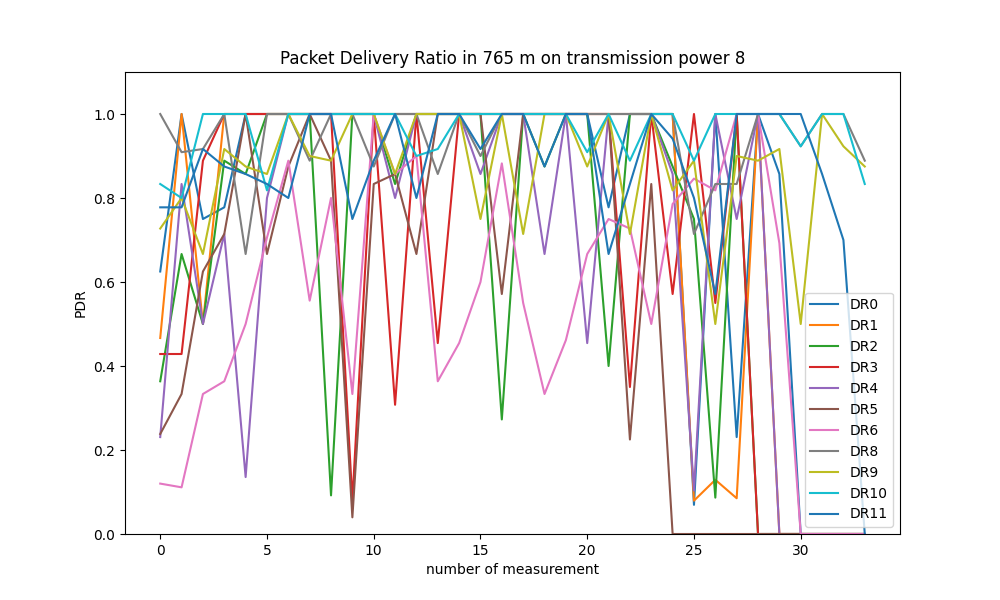 Packet Delivery Ratio in 765 m on transmission power 8
1.0
0.8
0.6
0.4
0.2
0.0
PDR
0 5 10 15 20 25 30
number of measurement
DR0
DR1
DR2
DR3
DR4
DR5
DR6
DR8
DR9
DR10
DR11